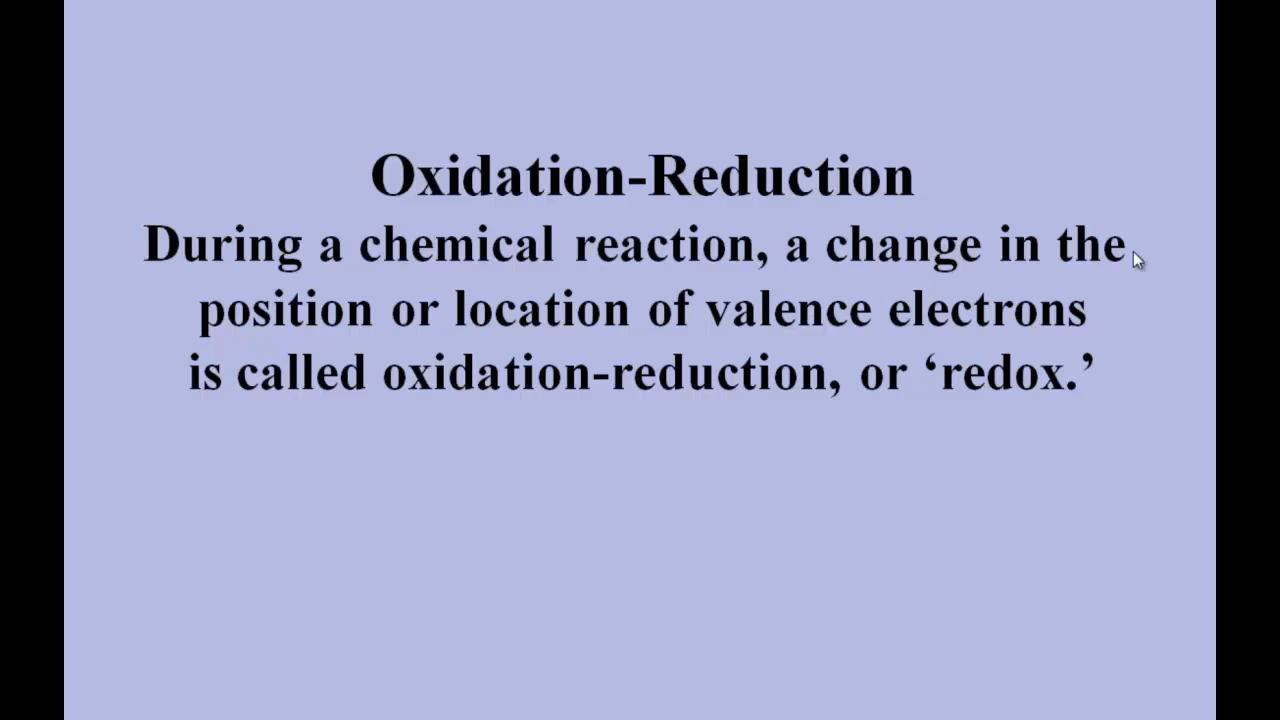 Oxidation-Reduction
During a chemical reaction, a change in the
position or location of valence electrons
is called oxidation-reduction, or ‘redox.’